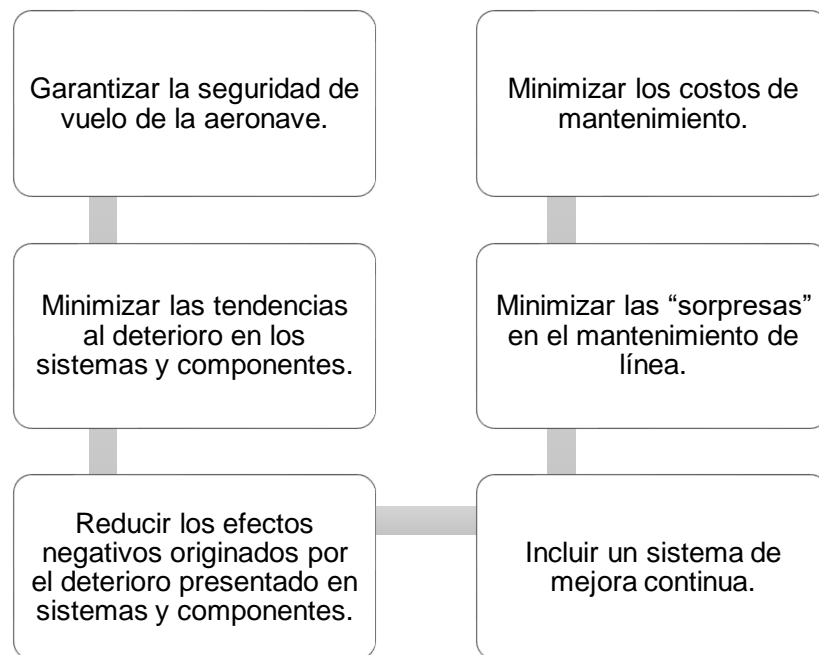 Garantizar la seguridad de
vuelo de la aeronave.
Minimizar las tendencias
al deterioro en los
sistemas y componentes.
Reducir los efectos
negativos originados por
el deterioro presentado en
sistemas y componentes.
Incluir un sistema de
mejora continua.
Minimizar las “sorpresas”
en el mantenimiento de
línea.
Minimizar los costos de
mantenimiento.